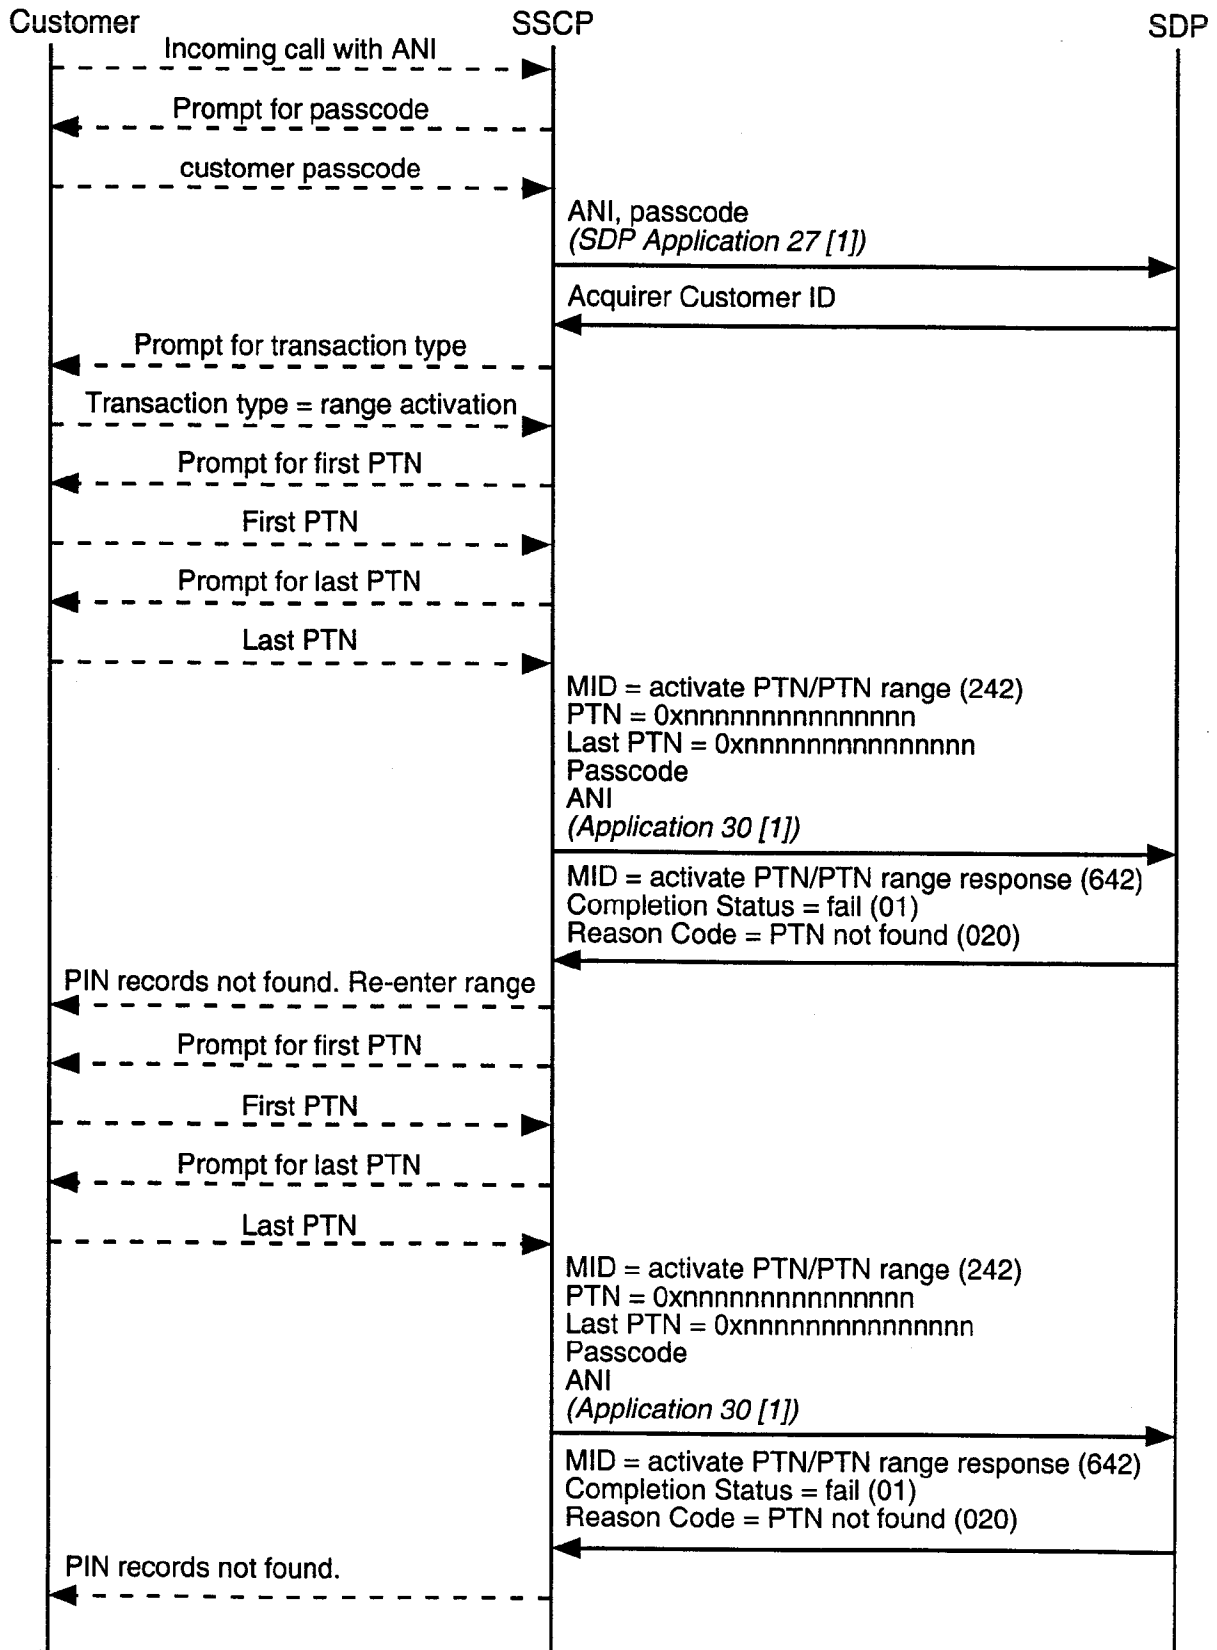 Customer
SSCP
SDP
Incoming call with ANI
Prompt for passcode
customer passcode
ANI, passcode
(SDP Application 27 [1])
Acquirer Customer ID
Prompt for transaction type
Transaction type = range activation
Prompt for first PTN
First PTN
Prompt for last PTN
Last PTN
MID = activate PTN/PTN range (242)
PTN = 0xnnnnnnnnnnnnnnnn
Last PTN = 0xnnnnnnnnnnnnnnnn
Passcode
ANI
(Application 30 [1])
MID = activate PTN/PTN range response (642)
Completion Status = fail (01)
Reason Code = PTN not found (020)
PIN records not found. Re-enter range
Prompt for first PTN
First PTN
Prompt for last PTN
Last PTN
MID = activate PTN/PTN range (242)
PTN = 0xnnnnnnnnnnnnnnnn
Last PTN = 0xnnnnnnnnnnnnnnnn
Passcode
ANI
(Application 30 [1])
MID = activate PTN/PTN range response (642)
Completion Status = fail (01)
Reason Code = PTN not found (020)
PIN records not found.